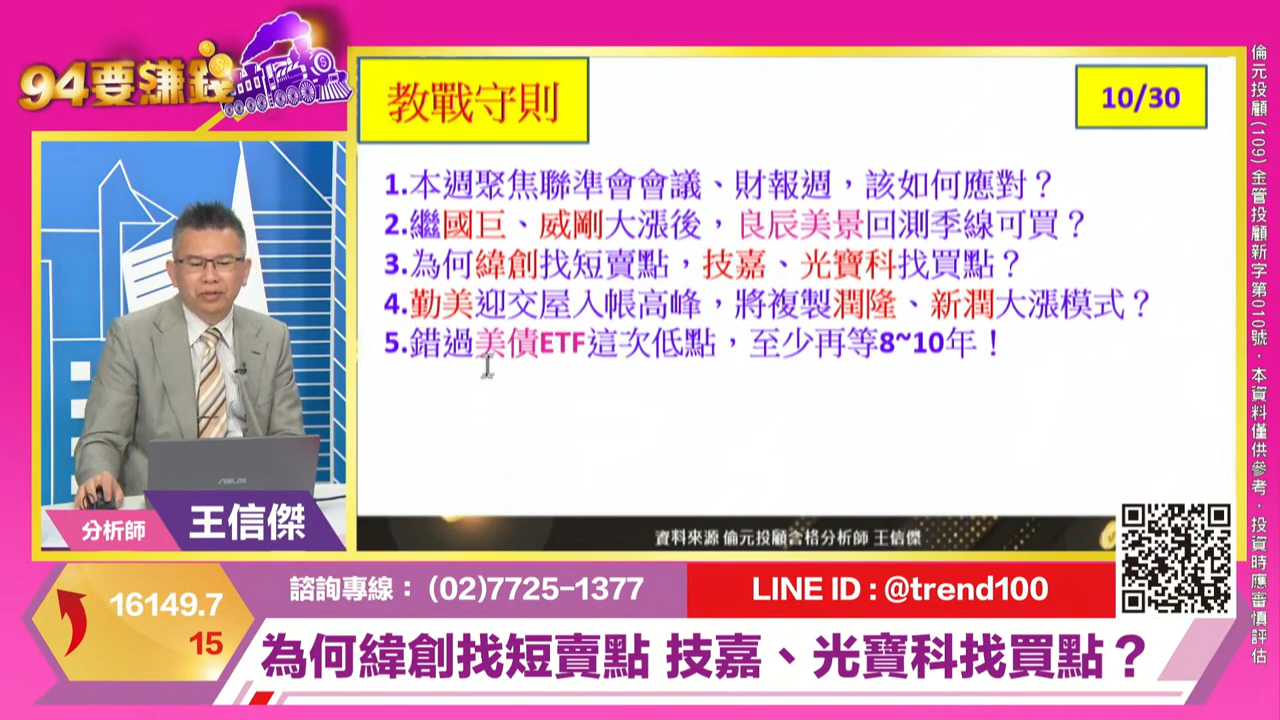 94要賺錢
教戰守則
10/30
1.本週聚焦聯準會會議、財報週，該如何應對？
2.繼國巨、威剛大漲後，良辰美景回測季線可買？
3.為何緯創找短賣點，技嘉、光寶科找買點？
4.勤美迎交屋入帳高峰，將複製潤隆、新潤大漲模式？
5.錯過美債ETF這次低點，至少再等8~10年！
ASUS
分析師
王信傑
資料來源 倫元投顧合格分析師 王信傑
諮詢專線：(02)7725-1377
LINE ID : @trend100
16149.7
15
為何緯創找短賣點 技嘉、光寶科找買點？
倫元投顧(109)金管投顧新字第010號，本資料僅供參考，投資時應審慎評估